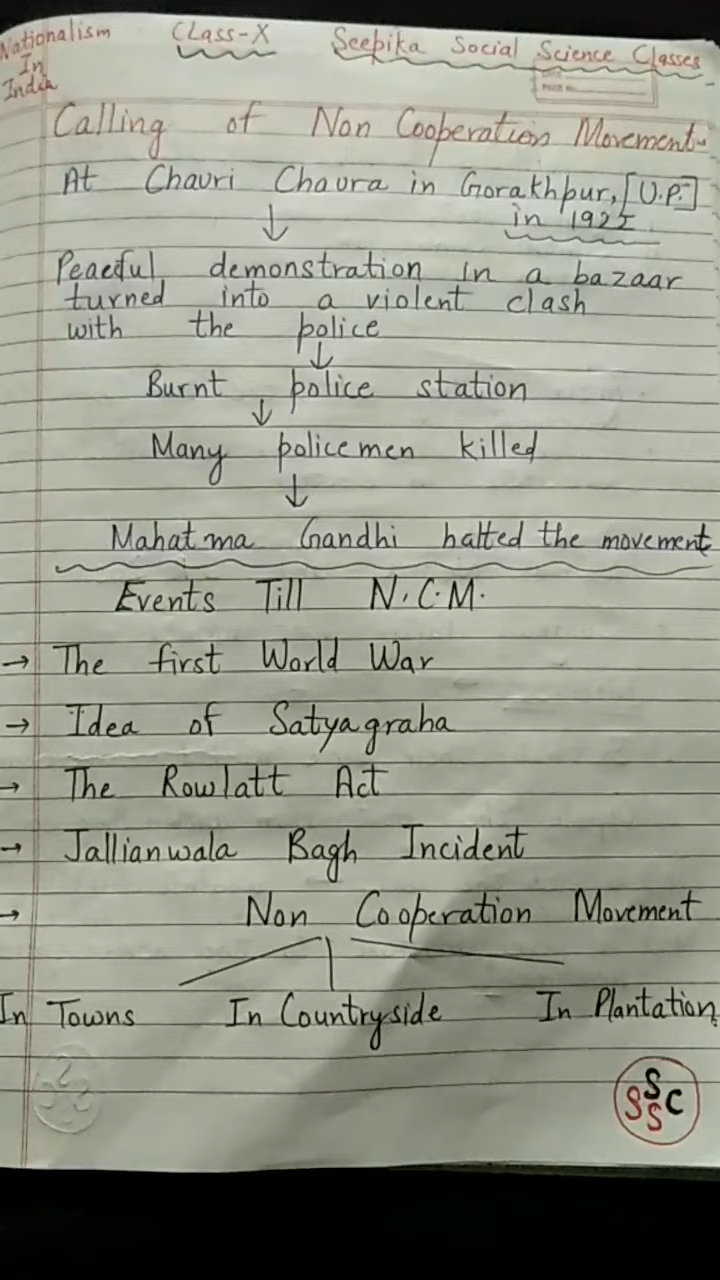 Nationalism In India
Class-X
Seepika Social Science Classes
PAGE No.
Calling of Non Cooperation Movement-
At Chauri Chaura in Gorakhpur, [U.P.]
in 1922
↓
Peaceful demonstration in a bazaar
turned into a violent clash
with the police
↓
Burnt police station
↓
Many policemen killed
↓
Mahatma Gandhi halted the movement
Events Till N.C.M.
→ The first World War
→ Idea of Satyagraha
→ The Rowlatt Act
→ Jallianwala Bagh Incident
→ Non Cooperation Movement
In Towns In Countryside In Plantation
S S S C